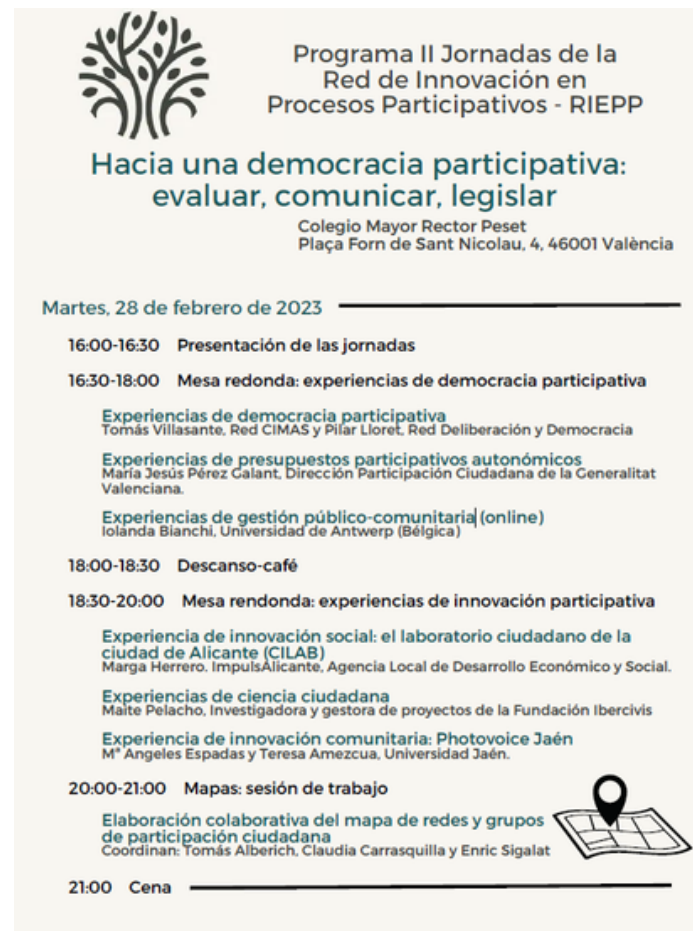 Programa II Jornadas de la
Red de Innovación en
Procesos Participativos - RIEPP
Hacia una democracia participativa:
evaluar, comunicar, legislar
Colegio Mayor Rector Peset
Plaça Forn de Sant Nicolau, 4, 46001 València
Martes, 28 de febrero de 2023
16:00-16:30 Presentación de las jornadas
16:30-18:00 Mesa redonda: experiencias de democracia participativa
Experiencias de democracia participativa
Tomás Villasante, Red CIMAS y Pilar Lloret, Red Deliberación y Democracia
Experiencias de presupuestos participativos autonómicos
María Jesús Pérez Galant, Dirección Participación Ciudadana de la Generalitat
Valenciana.
Experiencias de gestión público-comunitaria (online)
Iolanda Bianchi, Universidad de Antwerp (Bélgica)
18:00-18:30 Descanso-café
18:30-20:00 Mesa rendonda: experiencias de innovación participativa
Experiencia de innovación social: el laboratorio ciudadano de la
ciudad de Alicante (CILAB)
Marga Herrero. ImpulsAlicante, Agencia Local de Desarrollo Económico y Social.
Experiencias de ciencia ciudadana
Maite Pelacho, Investigadora y gestora de proyectos de la Fundación Ibercivis
Experiencia de innovación comunitaria: Photovoice Jaén
Mª Angeles Espadas y Teresa Amezcua, Universidad Jaén.
20:00-21:00 Mapas: sesión de trabajo
Elaboración colaborativa del mapa de redes y grupos
de participación ciudadana
Coordinan: Tomás Alberich, Claudia Carrasquilla y Enric Sigalat
21:00 Cena